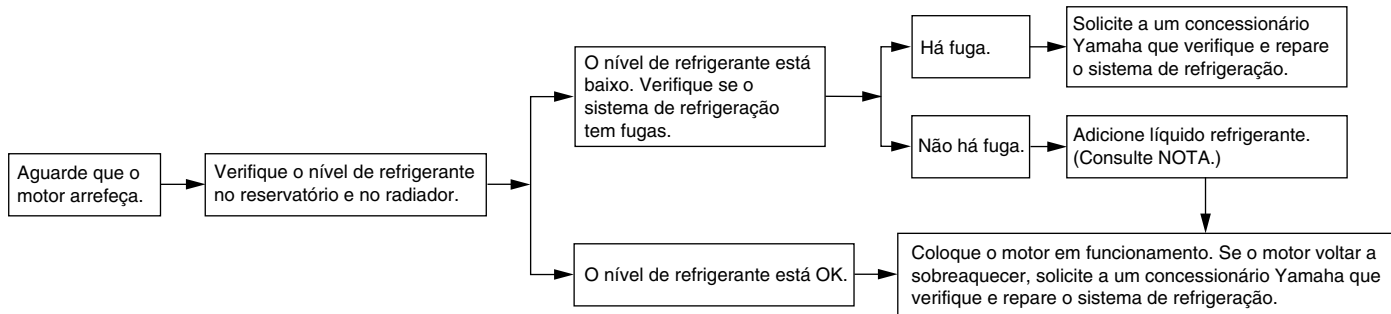 Aguarde que o
motor arrefeça.
Verifique o nível de refrigerante
no reservatório e no radiador.
O nível de refrigerante está
baixo. Verifique se o
sistema de refrigeração
tem fugas.
Há fuga.
Solicite a um concessionário
Yamaha que verifique e repare
o sistema de refrigeração.
Não há fuga.
Adicione líquido refrigerante.
(Consulte NOTA.)
O nível de refrigerante está OK.
Coloque o motor em funcionamento. Se o motor voltar a
sobreaquecer, solicite a um concessionário Yamaha que
verifique e repare o sistema de refrigeração.